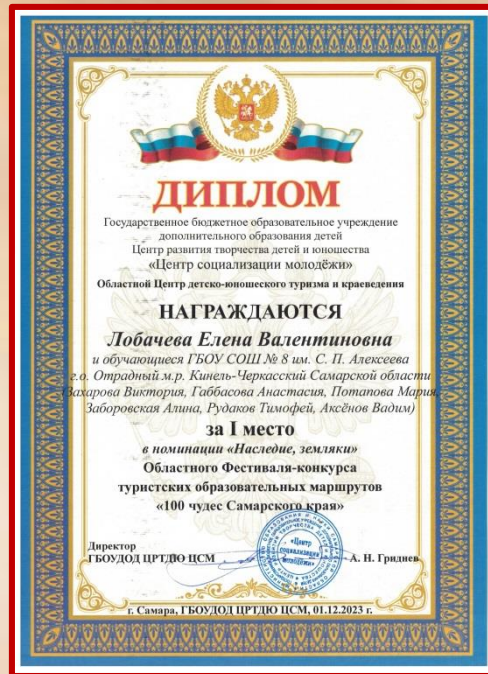 ДИПЛОМ
Государственное бюджетное образовательное учреждение
дополнительного образования детей
Центр развития творчества детей и юношества
«Центр социализации молодёжи»
Областной Центр детско-юношеского туризма и краеведения
НАГРАЖДАЮТСЯ
Лобачева Елена Валентиновна
и обучающиеся ГБОУ СОШ № 8 им. С. П. Алексеева
г.о. Отрадный м.р. Кинель-Черкасский Самарской области
(Захарова Виктория, Габбасова Анастасия, Потапова Мария,
Заборовская Алина, Рудаков Тимофей, Аксёнов Вадим)
за I место
в номинации «Наследие, земляки»
Областного Фестиваля-конкурса
туристских образовательных маршрутов
«100 чудес Самарского края»
Директор
ГБОУДОД ЦРТДЮ ЦСМ
А. Н. Гриднев
«Центр
социализации
молодёжи»
г. Самара, ГБОУДОД ЦРТДЮ ЦСМ, 01.12.2023 г.